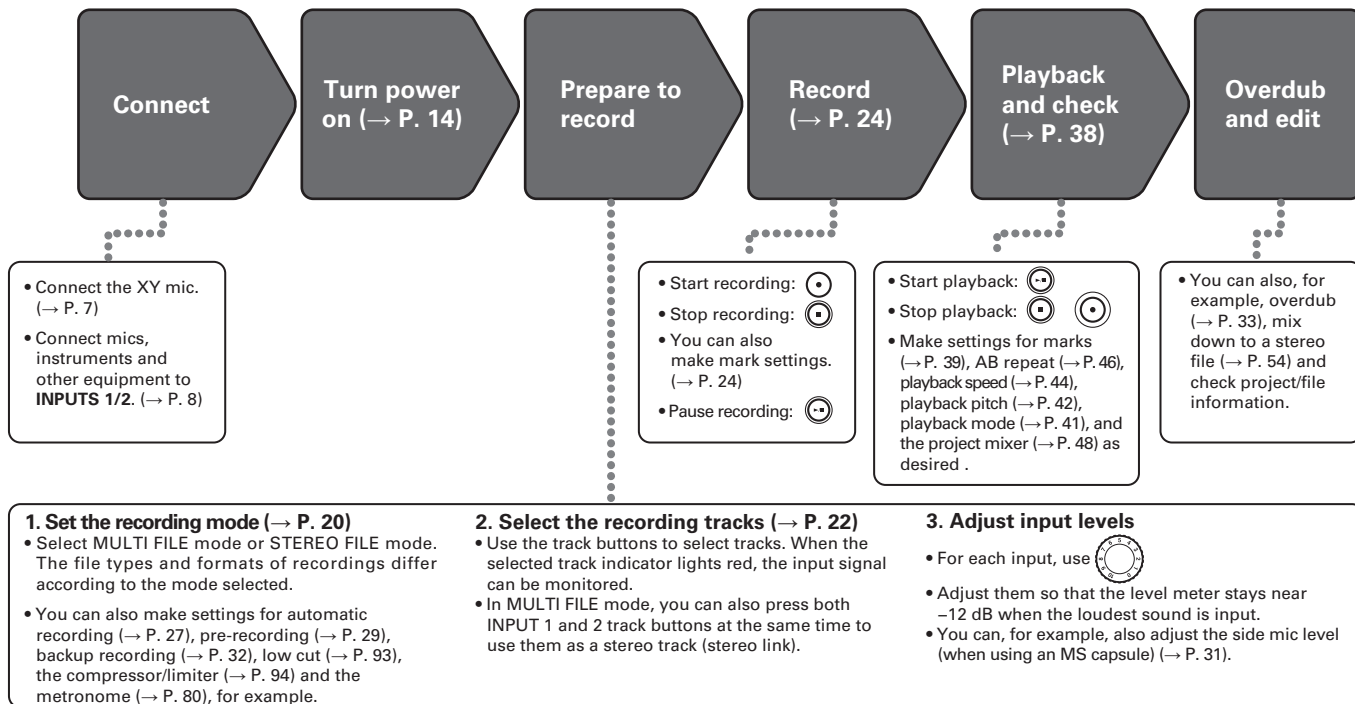 Connect
Turn power
on (→ P. 14)
Prepare to
record
Record
(→ P. 24)
Playback
and check
(→ P. 38)
Overdub
and edit
• Connect the XY mic.
(→ P. 7)
• Connect mics,
instruments and
other equipment to
INPUTS 1/2. (→ P. 8)
• Start recording:
• Stop recording:
• You can also
make mark settings.
(→ P. 24)
• Pause recording:
• Start playback:
• Stop playback:
• Make settings for marks
(→ P. 39), AB repeat (→ P. 46),
playback speed (→ P. 44),
playback pitch (→ P. 42),
playback mode (→ P. 41), and
the project mixer (→ P. 48) as
desired .
• You can also, for
example, overdub
(→ P. 33), mix
down to a stereo
file (→ P. 54) and
check project/file
information.
1. Set the recording mode (→ P. 20)
• Select MULTI FILE mode or STEREO FILE mode.
The file types and formats of recordings differ
according to the mode selected.
• You can also make settings for automatic
recording (→ P. 27), pre-recording (→ P. 29),
backup recording (→ P. 32), low cut (→ P. 93),
the compressor/limiter (→ P. 94) and the
metronome (→ P. 80), for example.
2. Select the recording tracks (→ P. 22)
• Use the track buttons to select tracks. When the
selected track indicator lights red, the input signal
can be monitored.
• In MULTI FILE mode, you can also press both
INPUT 1 and 2 track buttons at the same time to
use them as a stereo track (stereo link).
3. Adjust input levels
• For each input, use
• Adjust them so that the level meter stays near
−12 dB when the loudest sound is input.
• You can, for example, also adjust the side mic level
(when using an MS capsule) (→ P. 31).